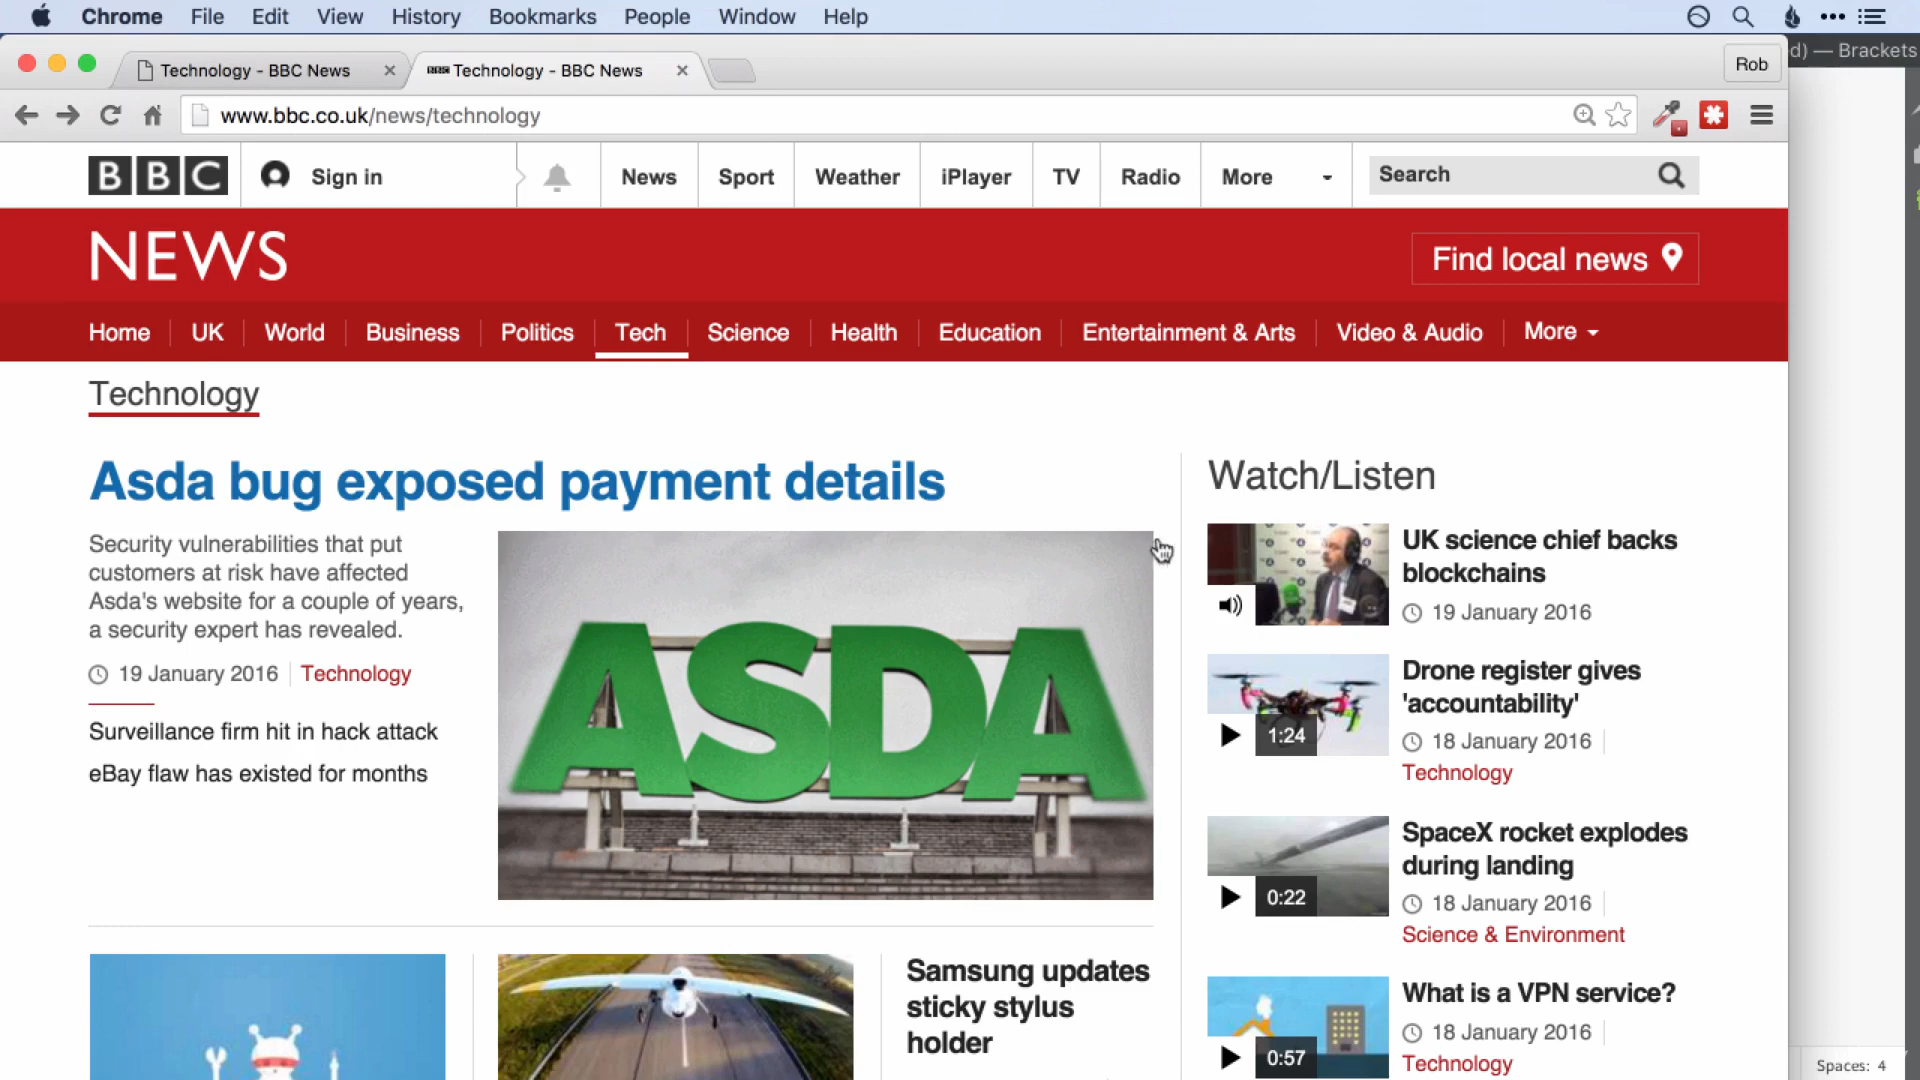 Chrome File Edit View History Bookmarks People Window Help
d) — Brackets
Technology - BBC News
Technology - BBC News
Rob
www.bbc.co.uk/news/technology
BBC
Sign in
News
Sport
Weather
iPlayer
TV
Radio
More
Search
NEWS
Find local news
Home
UK
World
Business
Politics
Tech
Science
Health
Education
Entertainment & Arts
Video & Audio
More
Technology
Asda bug exposed payment details
Security vulnerabilities that put
customers at risk have affected
Asda's website for a couple of years,
a security expert has revealed.
19 January 2016
Technology
Surveillance firm hit in hack attack
eBay flaw has existed for months
ASDA
Samsung updates
sticky stylus
holder
Watch/Listen
UK science chief backs
blockchains
19 January 2016
1:24
Drone register gives
'accountability'
18 January 2016
Technology
0:22
SpaceX rocket explodes
during landing
18 January 2016
Science & Environment
0:57
What is a VPN service?
18 January 2016
Technology
Spaces: 4